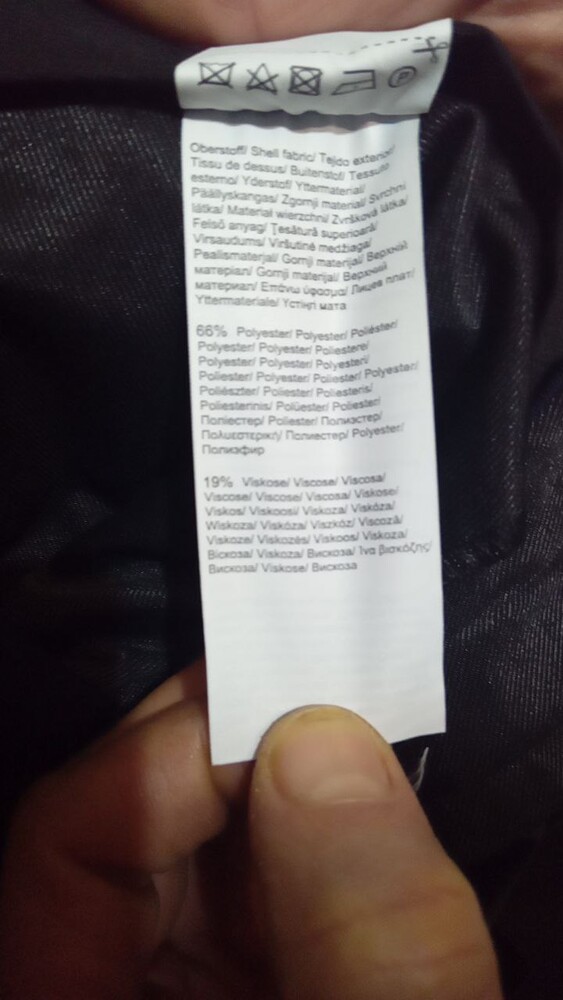 P
Oberstoff/ Shell fabric/ Tejido exterior/
Tissu de dessus/ Buitenstof/ Tessuto
esterno/ Yderstof/ Yttermaterial/
Päällyskangas/ Zgornji material/ Svrchní
látka/ Materiał wierzchni/ Zvršková látka/
Felső anyag/ Țesătură superioară/
Virsaudums/ Viršutinė medžiaga/
Pealismaterjal/ Gornji materijal/ Верхній
матеріал/ Gornji materijal/ Верхний
материал/ Επάνω ύφασμα/ Лицев плат/
Yttermateriale/ Үстіңгі мата
66% Polyester/ Polyester/ Poliéster/
Polyester/ Polyester/ Poliestere/
Polyester/ Polyester/ Polyesteri/
Poliester/ Polyester/ Poliester/ Polyester/
Poliészter/ Poliester/ Poliesteris/
Poliesterinis/ Polüester/ Poliester/
Поліестер/ Poliester/ Полиэстер/
Πολυεστερική/ Полиестер/ Polyester/
Полиэфир
19% Viskose/ Viscose/ Viscosa/
Viscose/ Viscose/ Viscosa/ Viskose/
Viskos/ Viskoosi/ Viskoza/ Viskóza/
Wiskoza/ Viskóza/ Viszkóz/ Viscoză/
Viskoze/ Viskozės/ Viskoos/ Viskoza/
Віскоза/ Viskoza/ Вискоза/ Ίνα βισκόζης/
Вискоза/ Viskose/ Вискоза